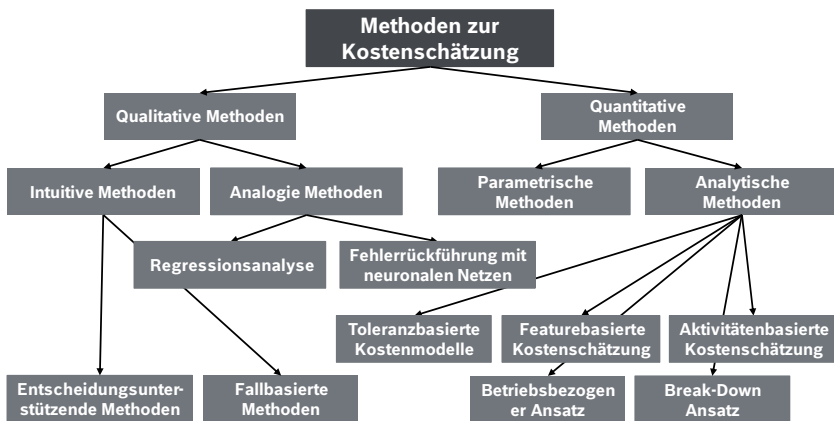 Methoden zur
Kostenschätzung
Qualitative Methoden
Quantitative
Methoden
Intuitive Methoden
Analogie Methoden
Parametrische
Methoden
Analytische
Methoden
Regressionsanalyse
Fehlerrückführung mit
neuronalen Netzen
Toleranzbasierte
Kostenmodelle
Featurebasierte
Kostenschätzung
Aktivitätenbasierte
Kostenschätzung
Entscheidungsunter-
stützende Methoden
Fallbasierte
Methoden
Betriebsbezogen
er Ansatz
Break-Down
Ansatz